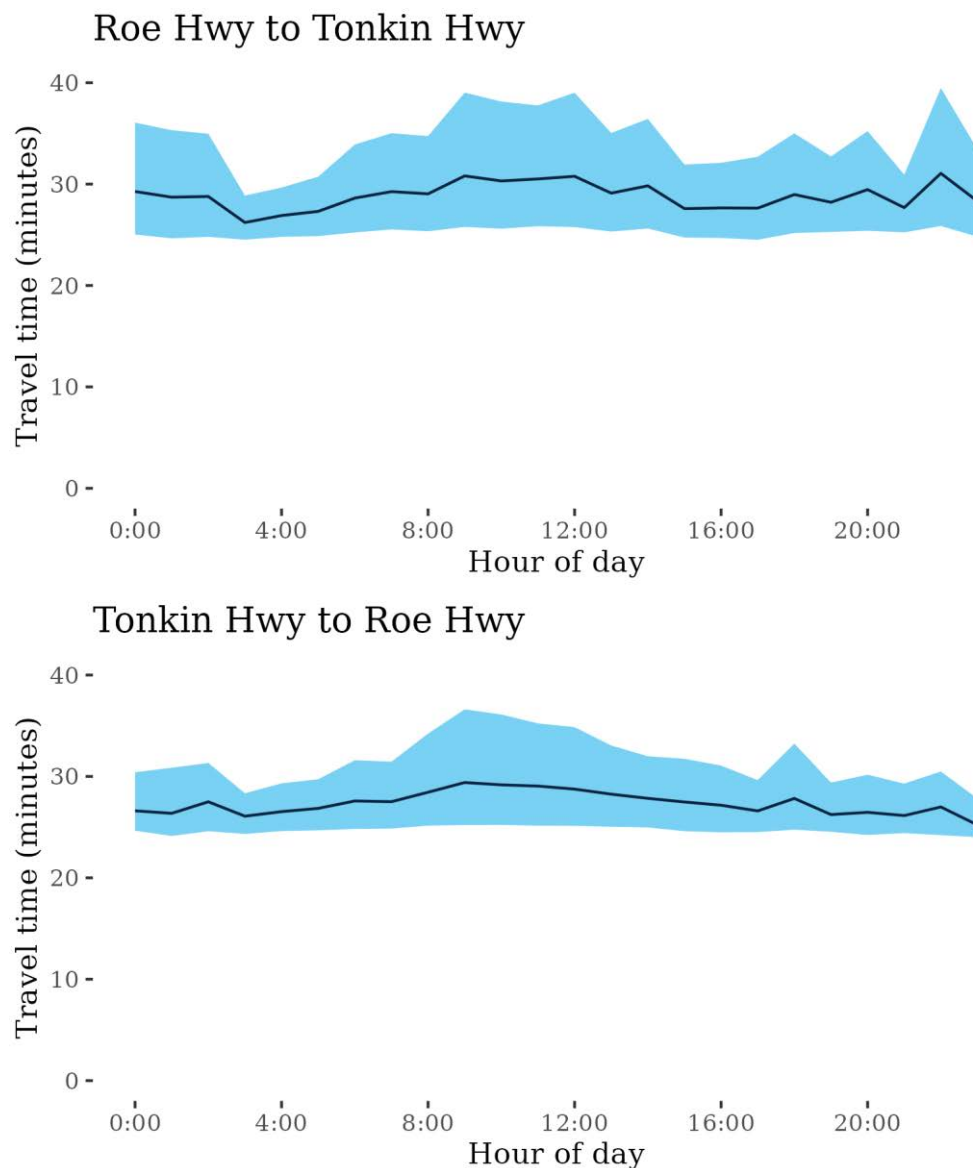 Roe Hwy to Tonkin Hwy
Travel time (minutes)
40
30
20
10
0
0:00 4:00 8:00 12:00 16:00 20:00
Hour of day
Tonkin Hwy to Roe Hwy
Travel time (minutes)
40
30
20
10
0
0:00 4:00 8:00 12:00 16:00 20:00
Hour of day